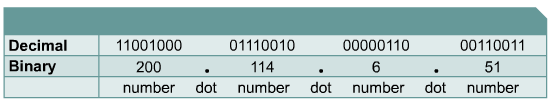 Decimal 11001000 01110010 00000110 00110011
Binary 200 . 114 . 6 . 51
number dot number dot number dot number